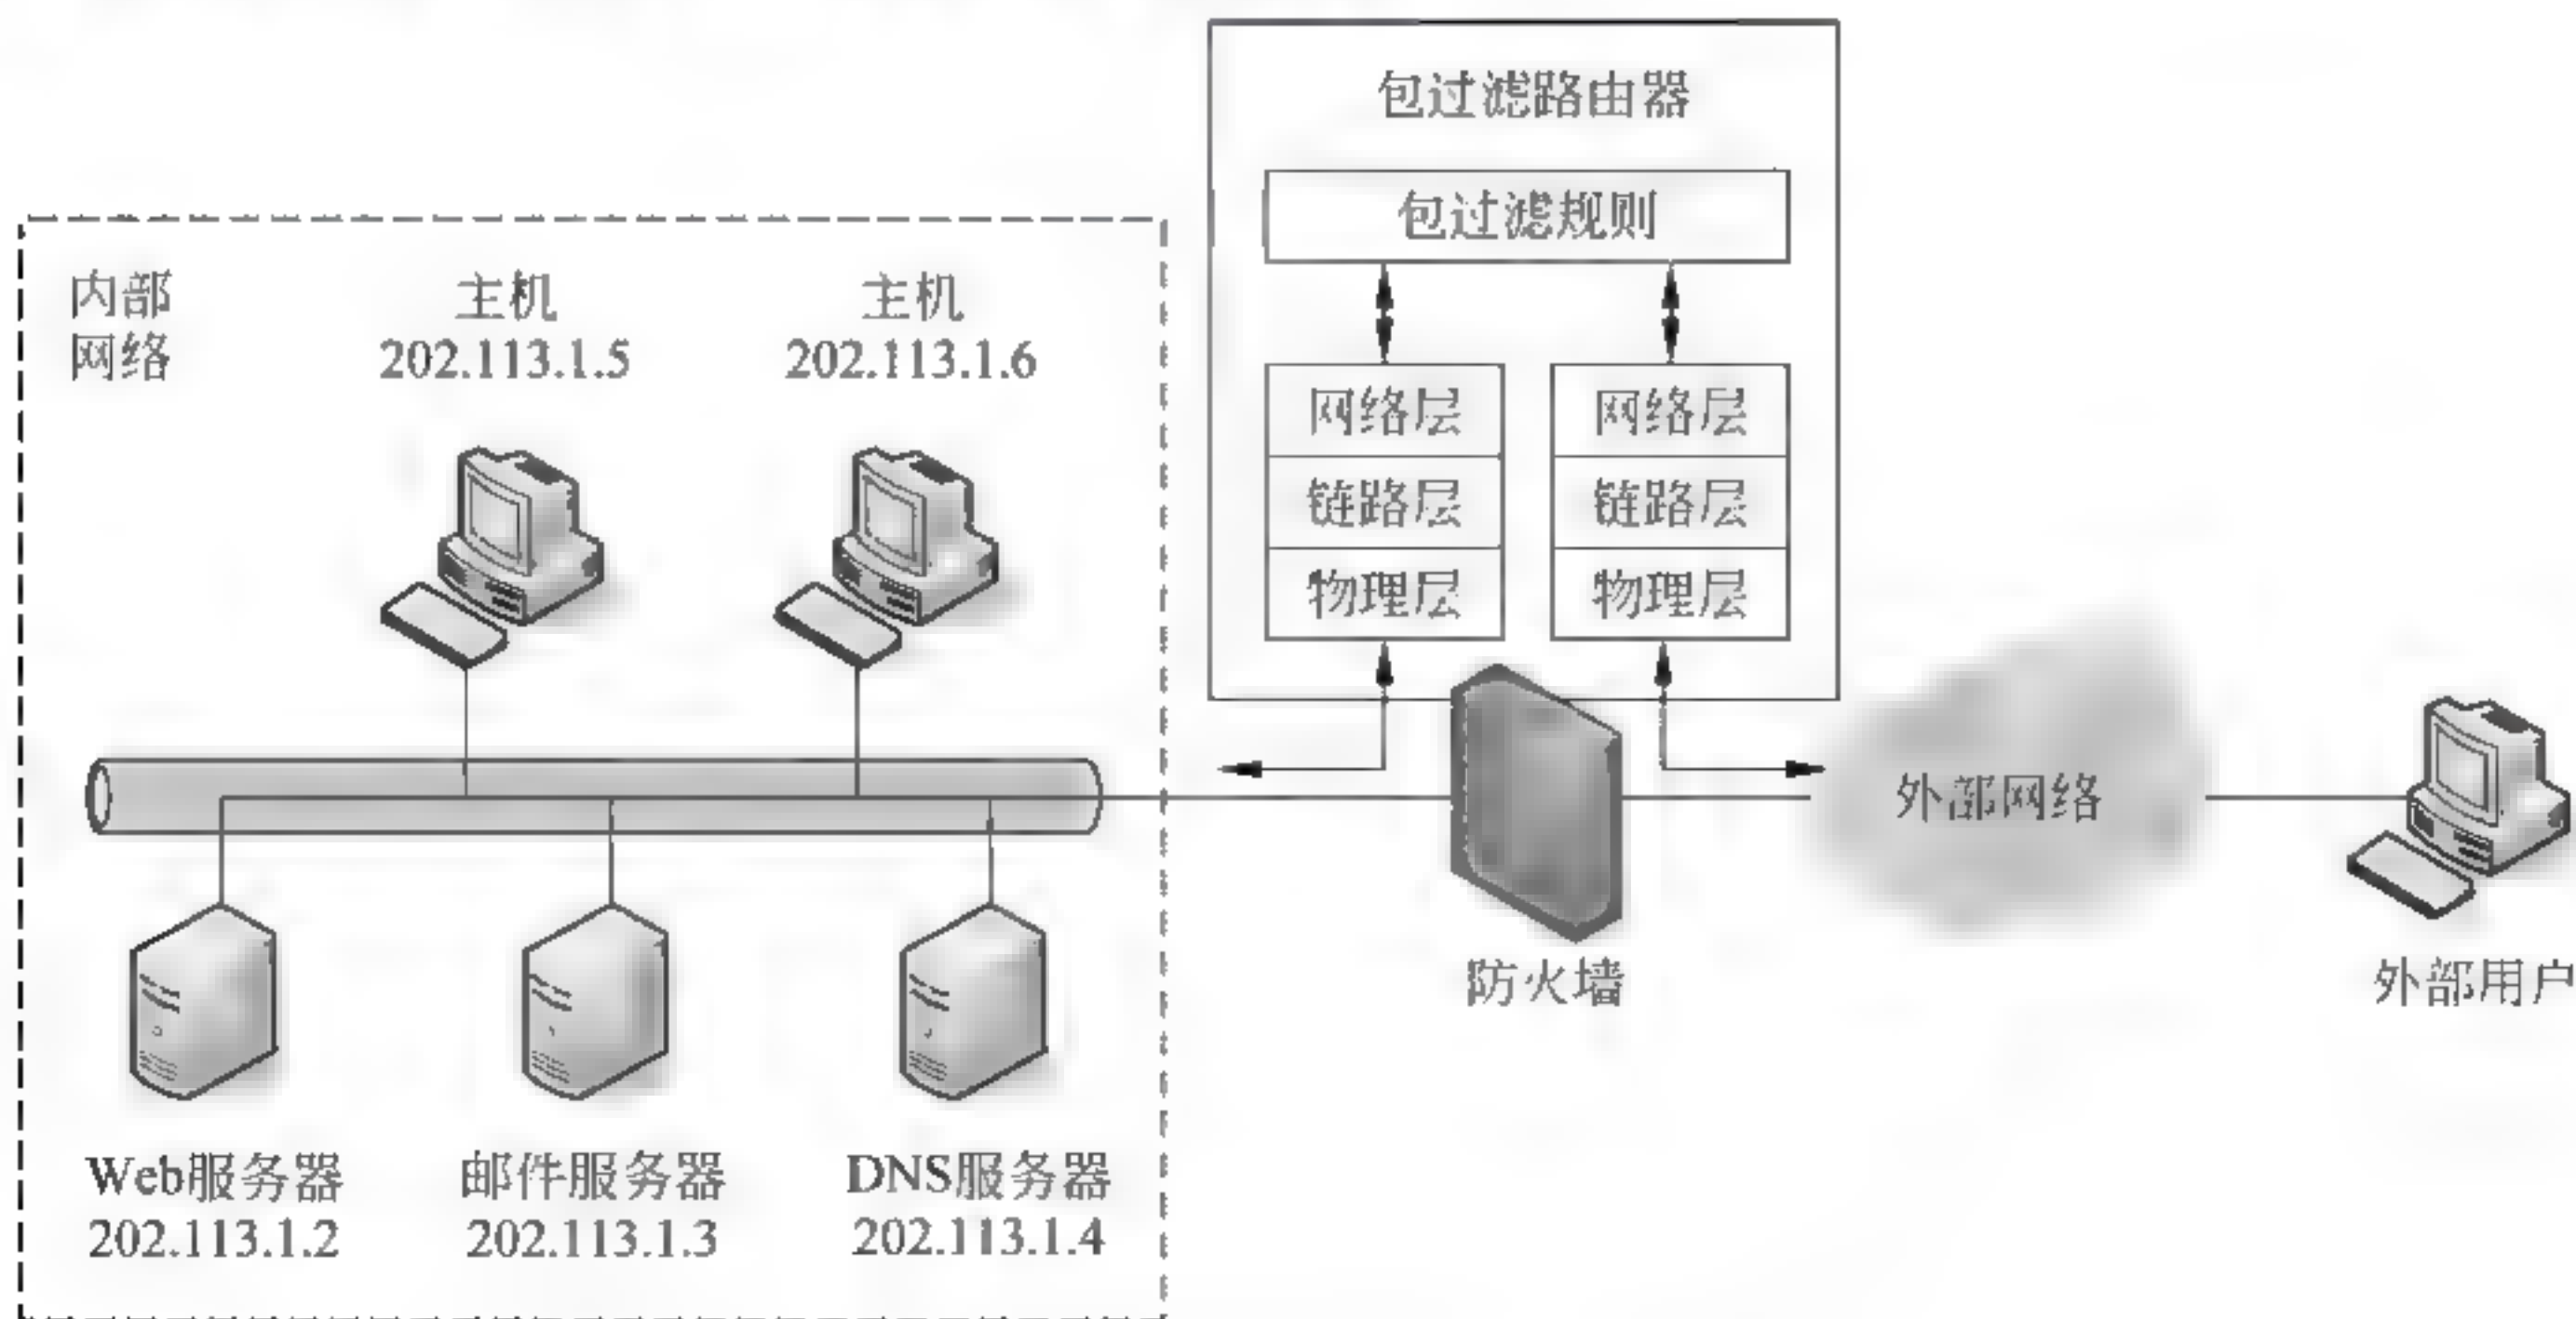 包过滤路由器
包过滤规则
网络层
网络层
链路层
链路层
物理层
物理层
内部
网络
主机
202.113.1.5
主机
202.113.1.6
外部网络
防火墙
外部用户
Web服务器
202.113.1.2
邮件服务器
202.113.1.3
DNS服务器
202.113.1.4